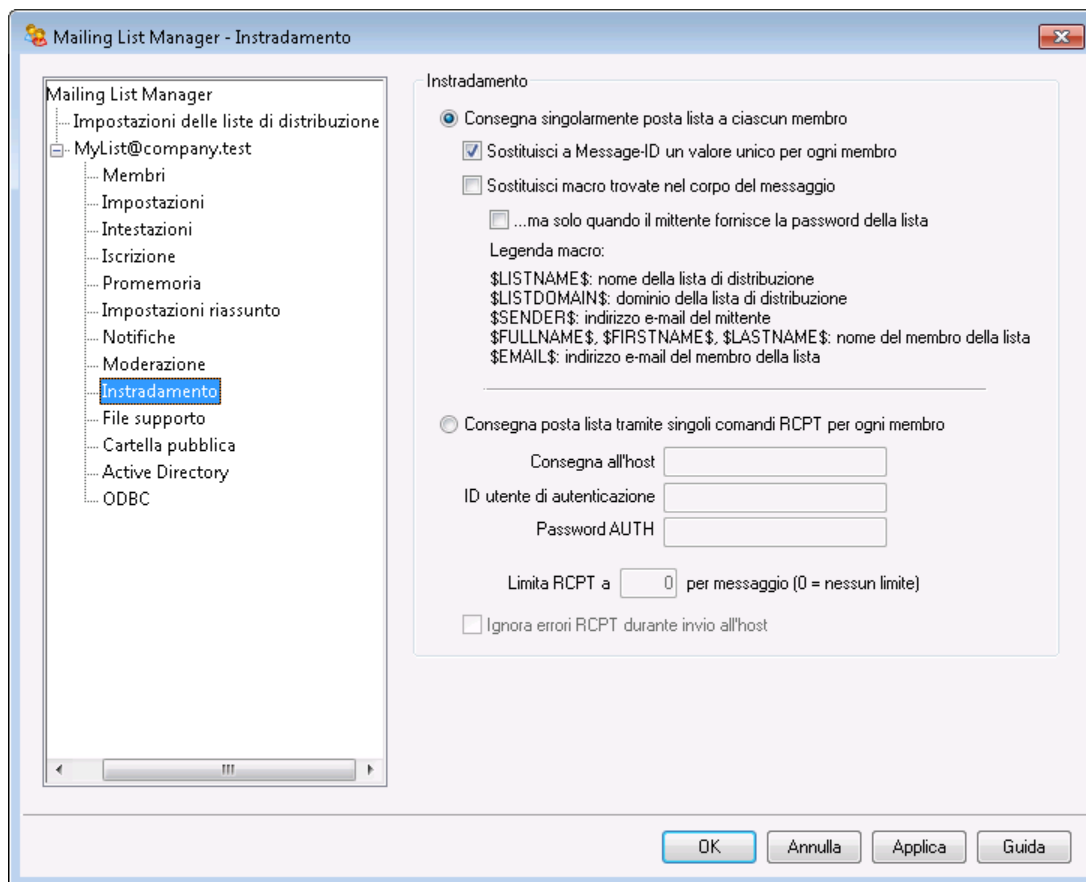 Mailing List Manager - Instradamento
Mailing List Manager
Impostazioni delle liste di distribuzione
MyList@company.test
Membri
Impostazioni
Intestazioni
Iscrizione
Promemoria
Impostazioni riassunto
Notifiche
Moderazione
Instradamento
File supporto
Cartella pubblica
Active Directory
ODBC
Instradamento
Consegna singolarmente posta lista a ciascun membro
Sostituisci a Message-ID un valore unico per ogni membro
Sostituisci macro trovate nel corpo del messaggio
...ma solo quando il mittente fornisce la password della lista
Legenda macro:
$LISTNAME$: nome della lista di distribuzione
$LISTDOMAIN$: dominio della lista di distribuzione
$SENDER$: indirizzo e-mail del mittente
$FULLNAME$, $FIRSTNAME$, $LASTNAME$: nome del membro della lista
$EMAIL$: indirizzo e-mail del membro della lista
Consegna posta lista tramite singoli comandi RCPT per ogni membro
Consegna all'host
ID utente di autenticazione
Password AUTH
Limita RCPT a 0 per messaggio (0 = nessun limite)
Ignora errori RCPT durante invio all'host
OK Annulla Applica Guida